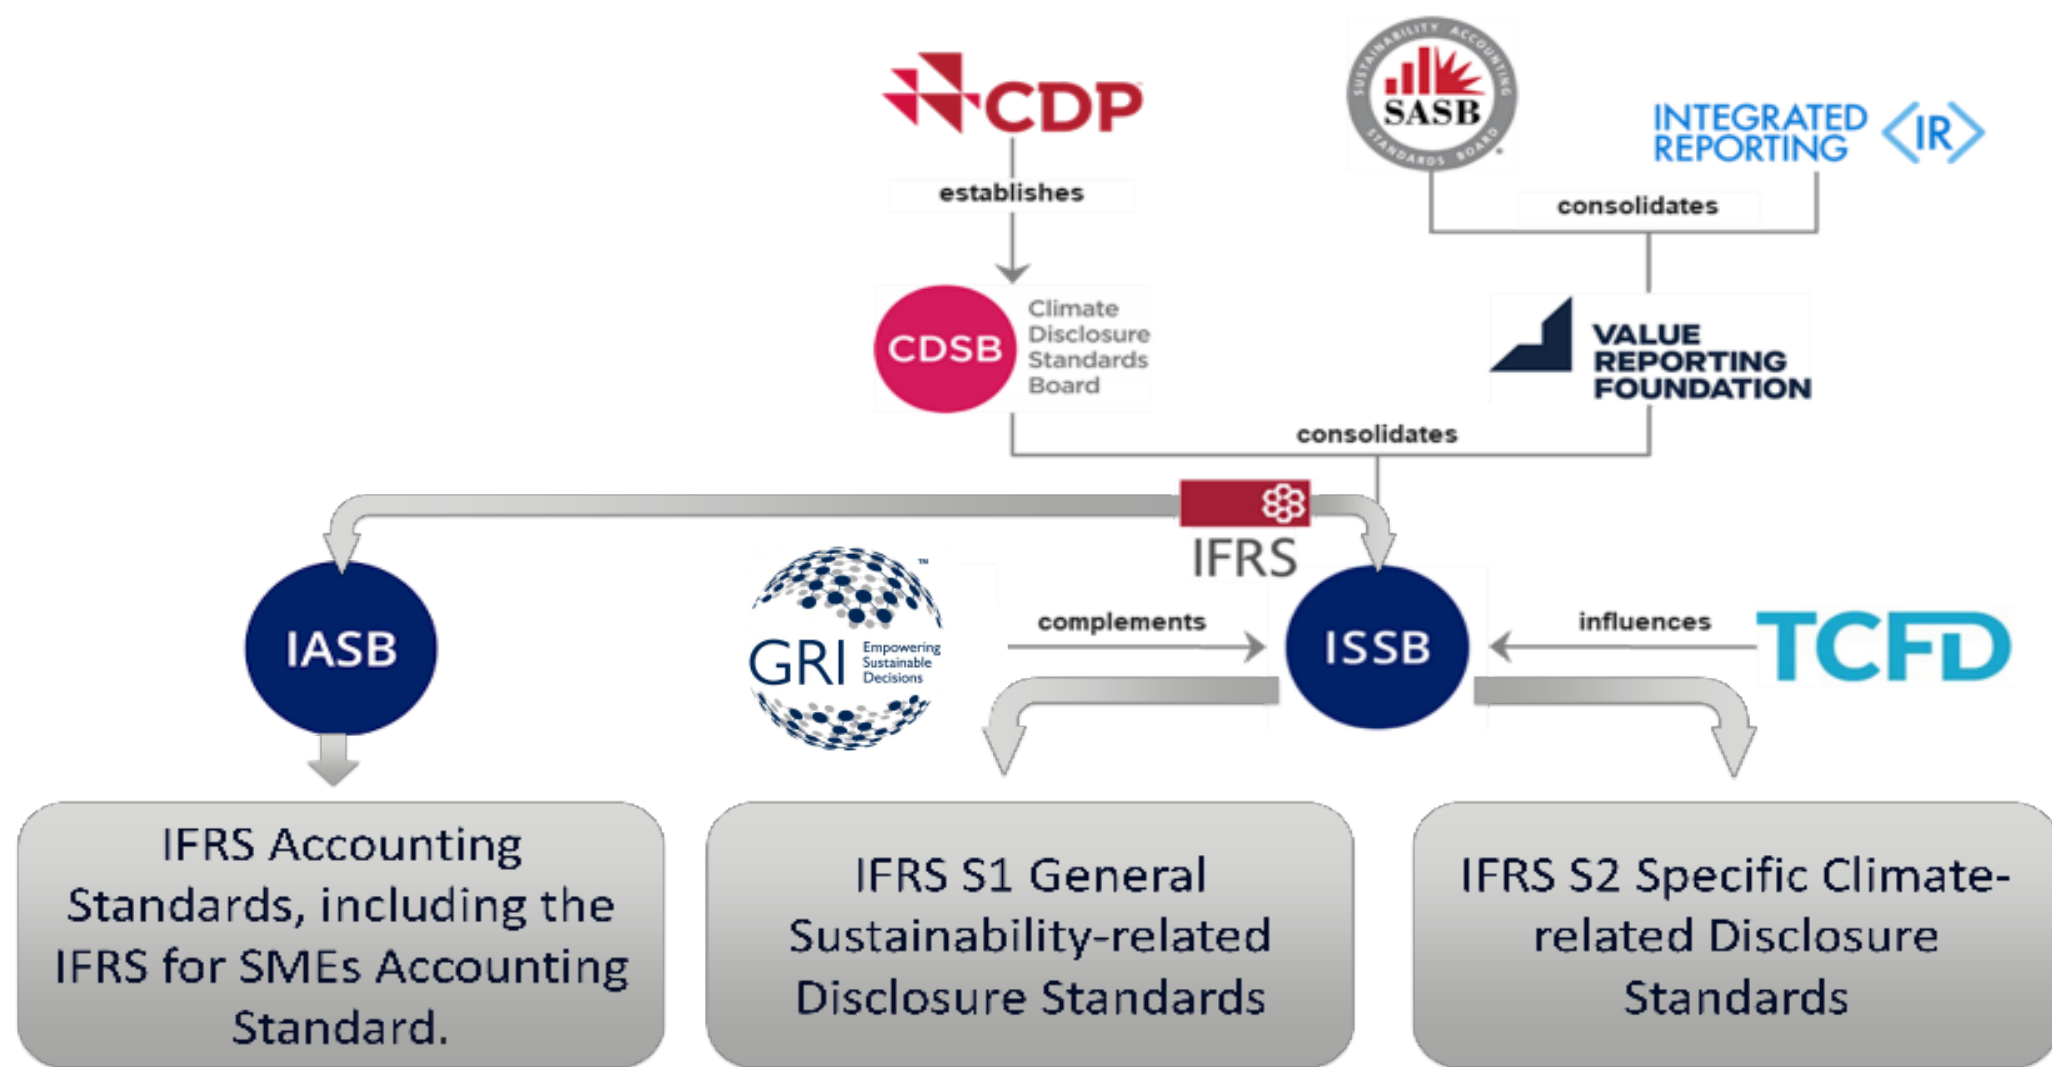 CDP
SUSTAINABILITY ACCOUNTING
SASB
STANDARDS BOARD
INTEGRATED
REPORTING
<IR>
establishes
consolidates
CDSB
Climate
Disclosure
Standards
Board
VALUE
REPORTING
FOUNDATION
consolidates
IFRS
IASB
TM
GRI
Empowering
Sustainable
Decisions
complements
ISSB
influences
TCFD
IFRS Accounting
Standards, including the
IFRS for SMEs Accounting
Standard.
IFRS S1 General
Sustainability-related
Disclosure Standards
IFRS S2 Specific Climate-
related Disclosure
Standards